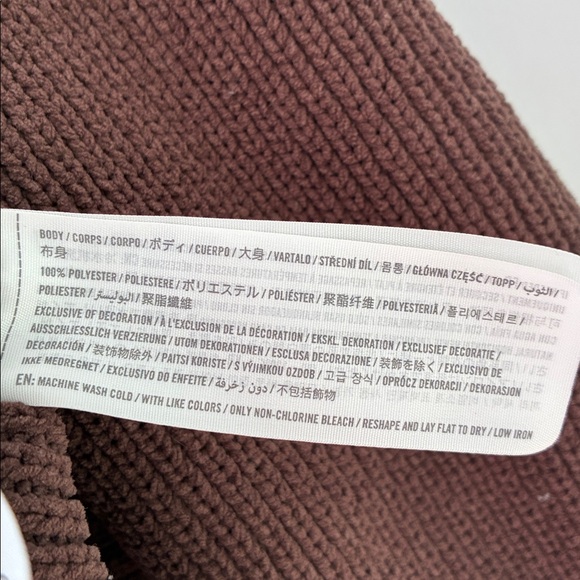 BODY / CORPS / CORPO / ボディ / CUERPO / 大身 / VARTALO / STŘEDNÍ DÍL / 몸통 / GŁÓWNA CZĘŚĆ / TOPP / الثوب /
布身
100% POLYESTER / POLIESTERE / ポリエステル / POLIÉSTER / 聚酯纤维 / POLYESTERIÄ / 폴리에스테르 /
POLIESTER / البوليستر / 聚脂纖維
EXCLUSIVE OF DECORATION / À L'EXCLUSION DE LA DÉCORATION / EKSKL. DEKORATION / EXCLUSIEF DECORATIE /
AUSSCHLIESSLICH VERZIERUNG / UTOM DEKORATIONEN / ESCLUSA DECORAZIONE / 装飾を除く / EXCLUSIVO DE
DECORACIÓN / 装饰物除外 / PAITSI KORISTE / S VÝJIMKOU OZDOB / 고급 장식 / OPRÓCZ DEKORACJI / DEKORASJON
IKKE MEDREGNET / EXCLUSIVO DO ENFEITE / دون زخرفة / 不包括飾物
EN: MACHINE WASH COLD / WITH LIKE COLORS / ONLY NON-CHLORINE BLEACH / RESHAPE AND LAY FLAT TO DRY / LOW IRON